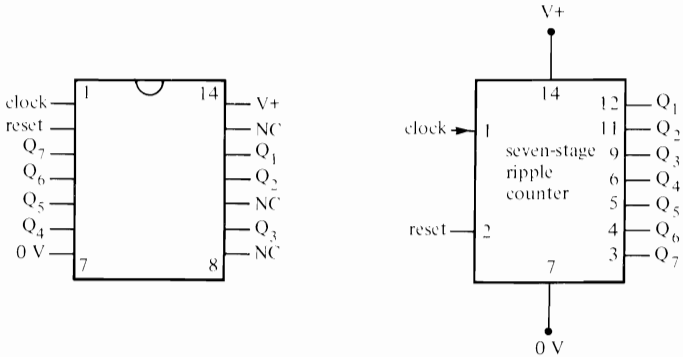 1 14
clock V+
reset NC
Q7 Q1
Q6 Q2
Q5 NC
Q4 Q3
0 V NC
7 8
V+
14
12 Q1
clock 1 11 Q2
seven-stage 9 Q3
ripple 6 Q4
counter 5 Q5
reset 2 4 Q6
3 Q7
7
0 V